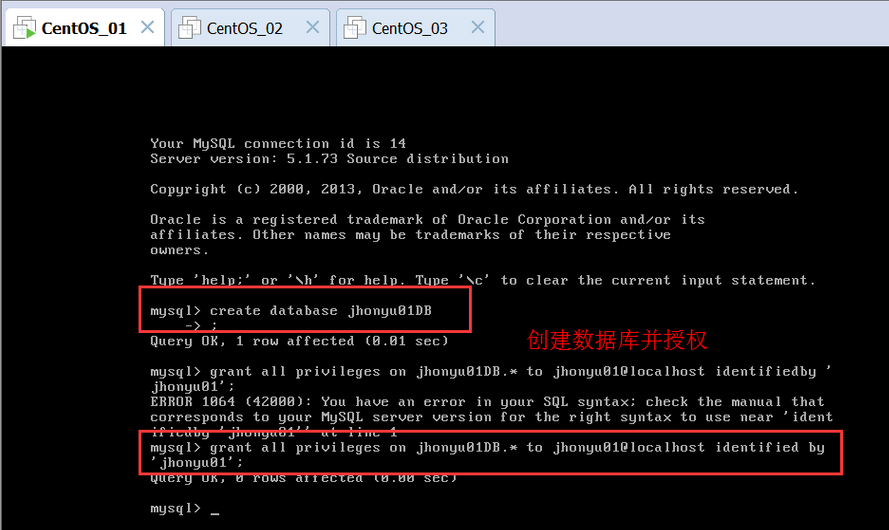 CentOS_01
CentOS_02
CentOS_03
Your MySQL connection id is 14
Server version: 5.1.73 Source distribution
Copyright (c) 2000, 2013, Oracle and/or its affiliates. All rights reserved.
Oracle is a registered trademark of Oracle Corporation and/or its
affiliates. Other names may be trademarks of their respective
owners.
Type 'help;' or '\h' for help. Type '\c' to clear the current input statement.
mysql> create database jhonyu01DB
-> ;
Query OK, 1 row affected (0.01 sec)
创建数据库并授权
mysql> grant all privileges on jhonyu01DB.* to jhonyu01@localhost identifiedby '
jhonyu01';
ERROR 1064 (42000): You have an error in your SQL syntax; check the manual that
corresponds to your MySQL server version for the right syntax to use near 'ident
ifiedby 'jhonyu01'' at line 1
mysql> grant all privileges on jhonyu01DB.* to jhonyu01@localhost identified by
'jhonyu01';
Query OK, 0 rows affected (0.00 sec)
mysql> _